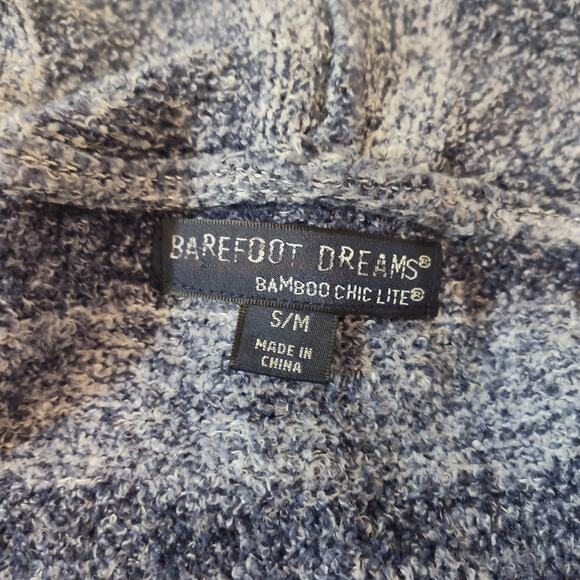 BAREFOOT DREAMS®
BAMBOO CHIC LITE®
S/M
MADE IN
CHINA